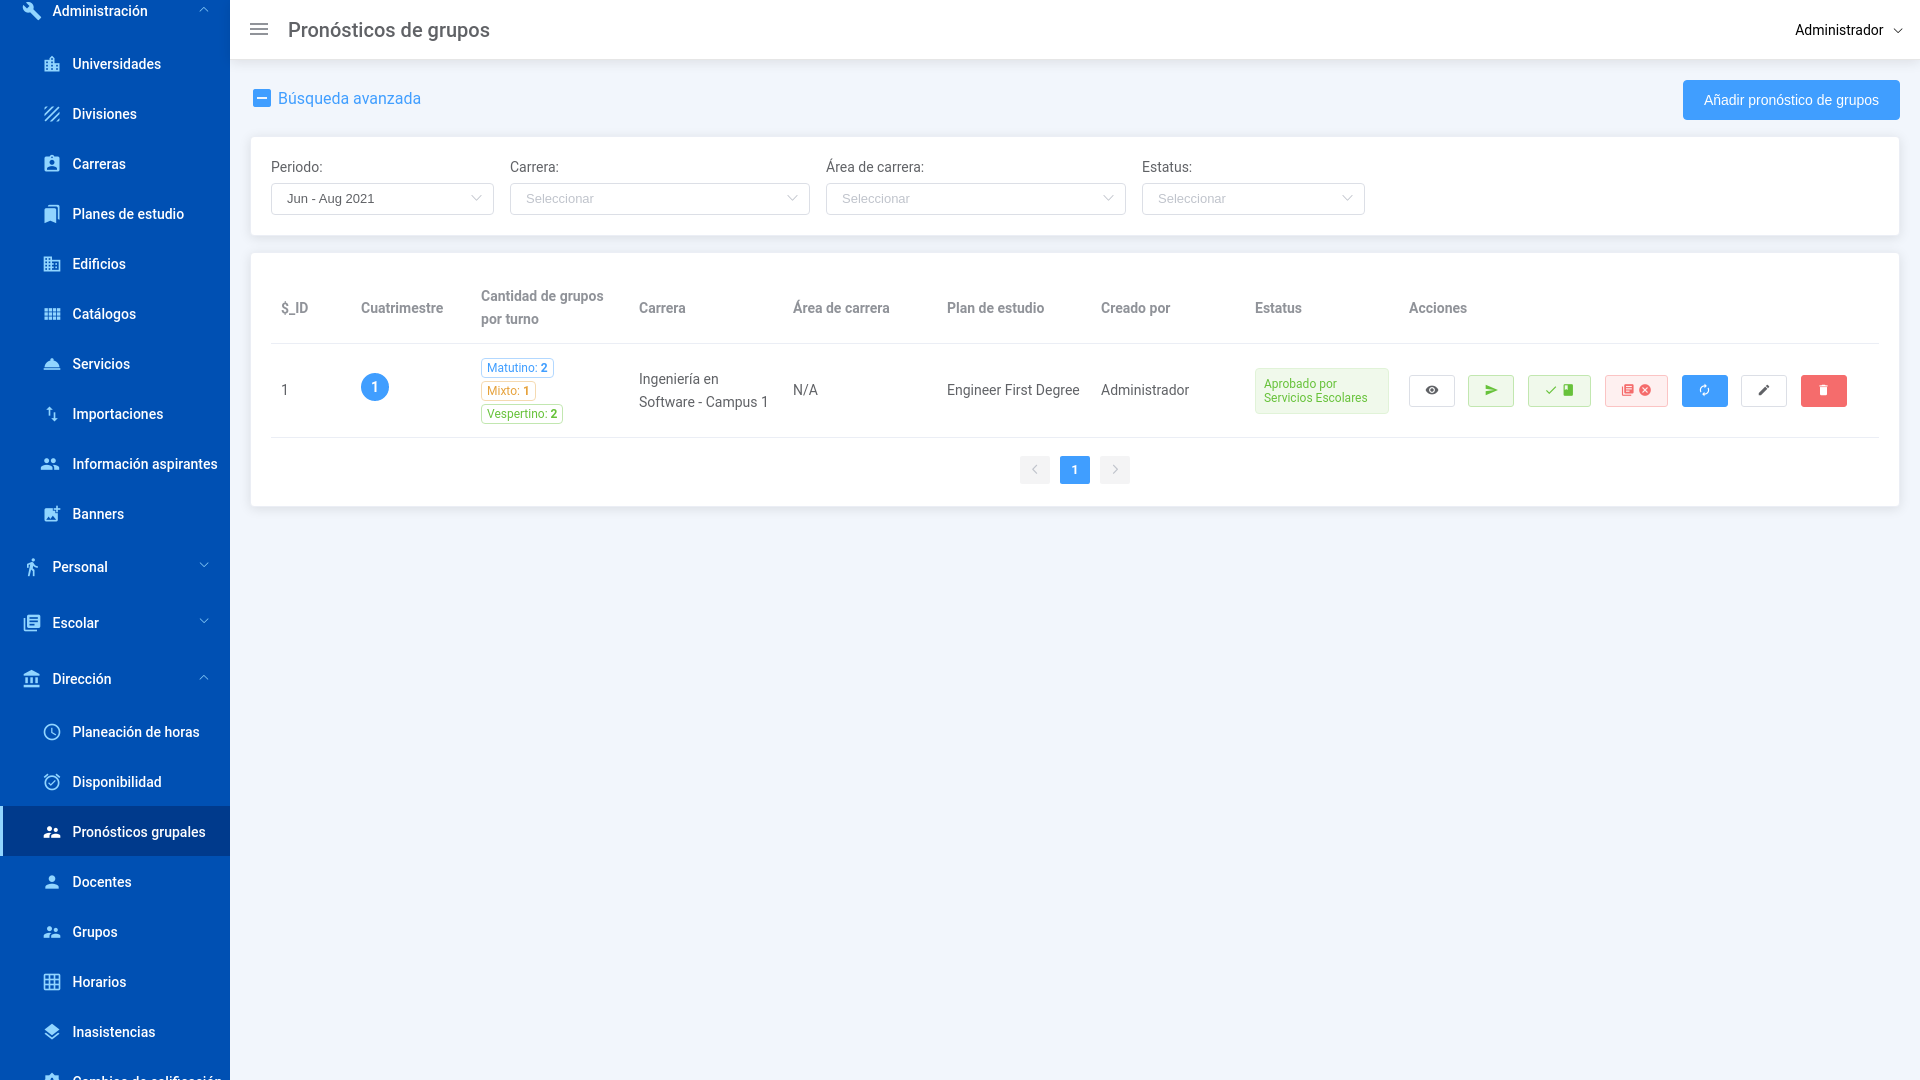 Administración
Universidades
Divisiones
Carreras
Planes de estudio
Edificios
Catálogos
Servicios
Importaciones
Información aspirantes
Banners
Personal
Escolar
Dirección
Planeación de horas
Disponibilidad
Pronósticos grupales
Docentes
Grupos
Horarios
Inasistencias
Pronósticos de grupos
Administrador
Búsqueda avanzada
Añadir pronóstico de grupos
Periodo:
Carrera:
Área de carrera:
Estatus:
Jun - Aug 2021
Seleccionar
Seleccionar
Seleccionar
$_ID
Cuatrimestre
Cantidad de grupos
por turno
Carrera
Área de carrera
Plan de estudio
Creado por
Estatus
Acciones
1
1
Matutino: 2
Mixto: 1
Vespertino: 2
Ingeniería en
Software - Campus 1
N/A
Engineer First Degree
Administrador
Aprobado por
Servicios Escolares
1